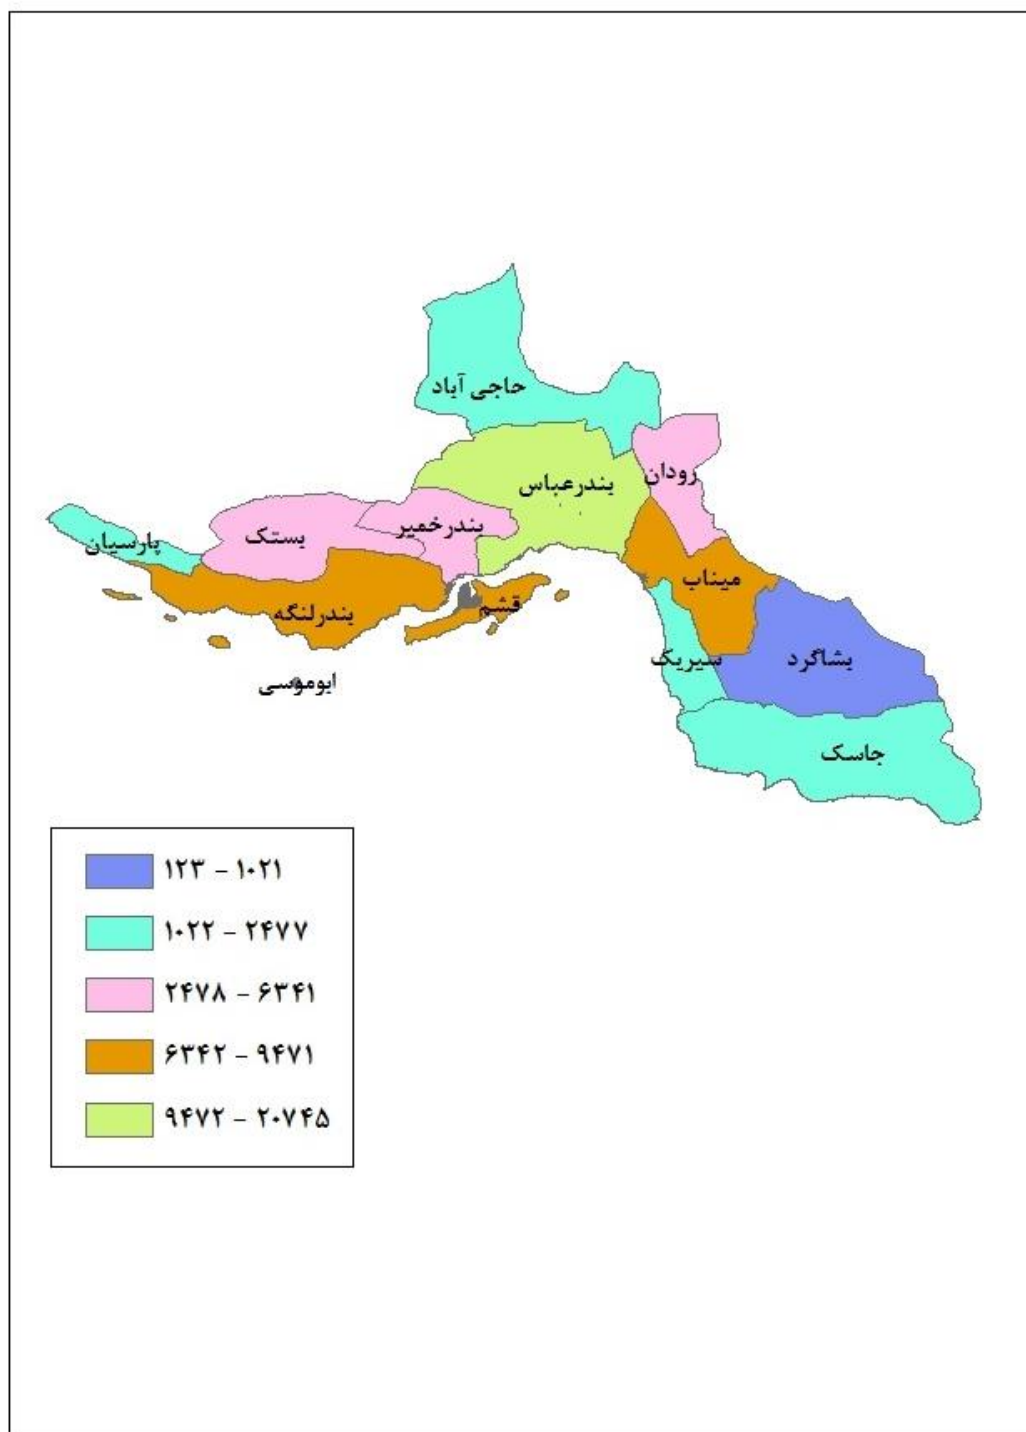 حاجی آباد
رودان
بندرعباس
بندرخمیر
بستک
پارسیان
میناب
قشم
بندرلنگه
سیریک
بشاگرد
ابوموسی
جاسک
۱۲۳ - ۱۰۲۱
۱۰۲۲ - ۲۴۷۷
۲۴۷۸ - ۶۳۴۱
۶۳۴۲ - ۹۴۷۱
۹۴۷۲ - ۲۰۷۴۵